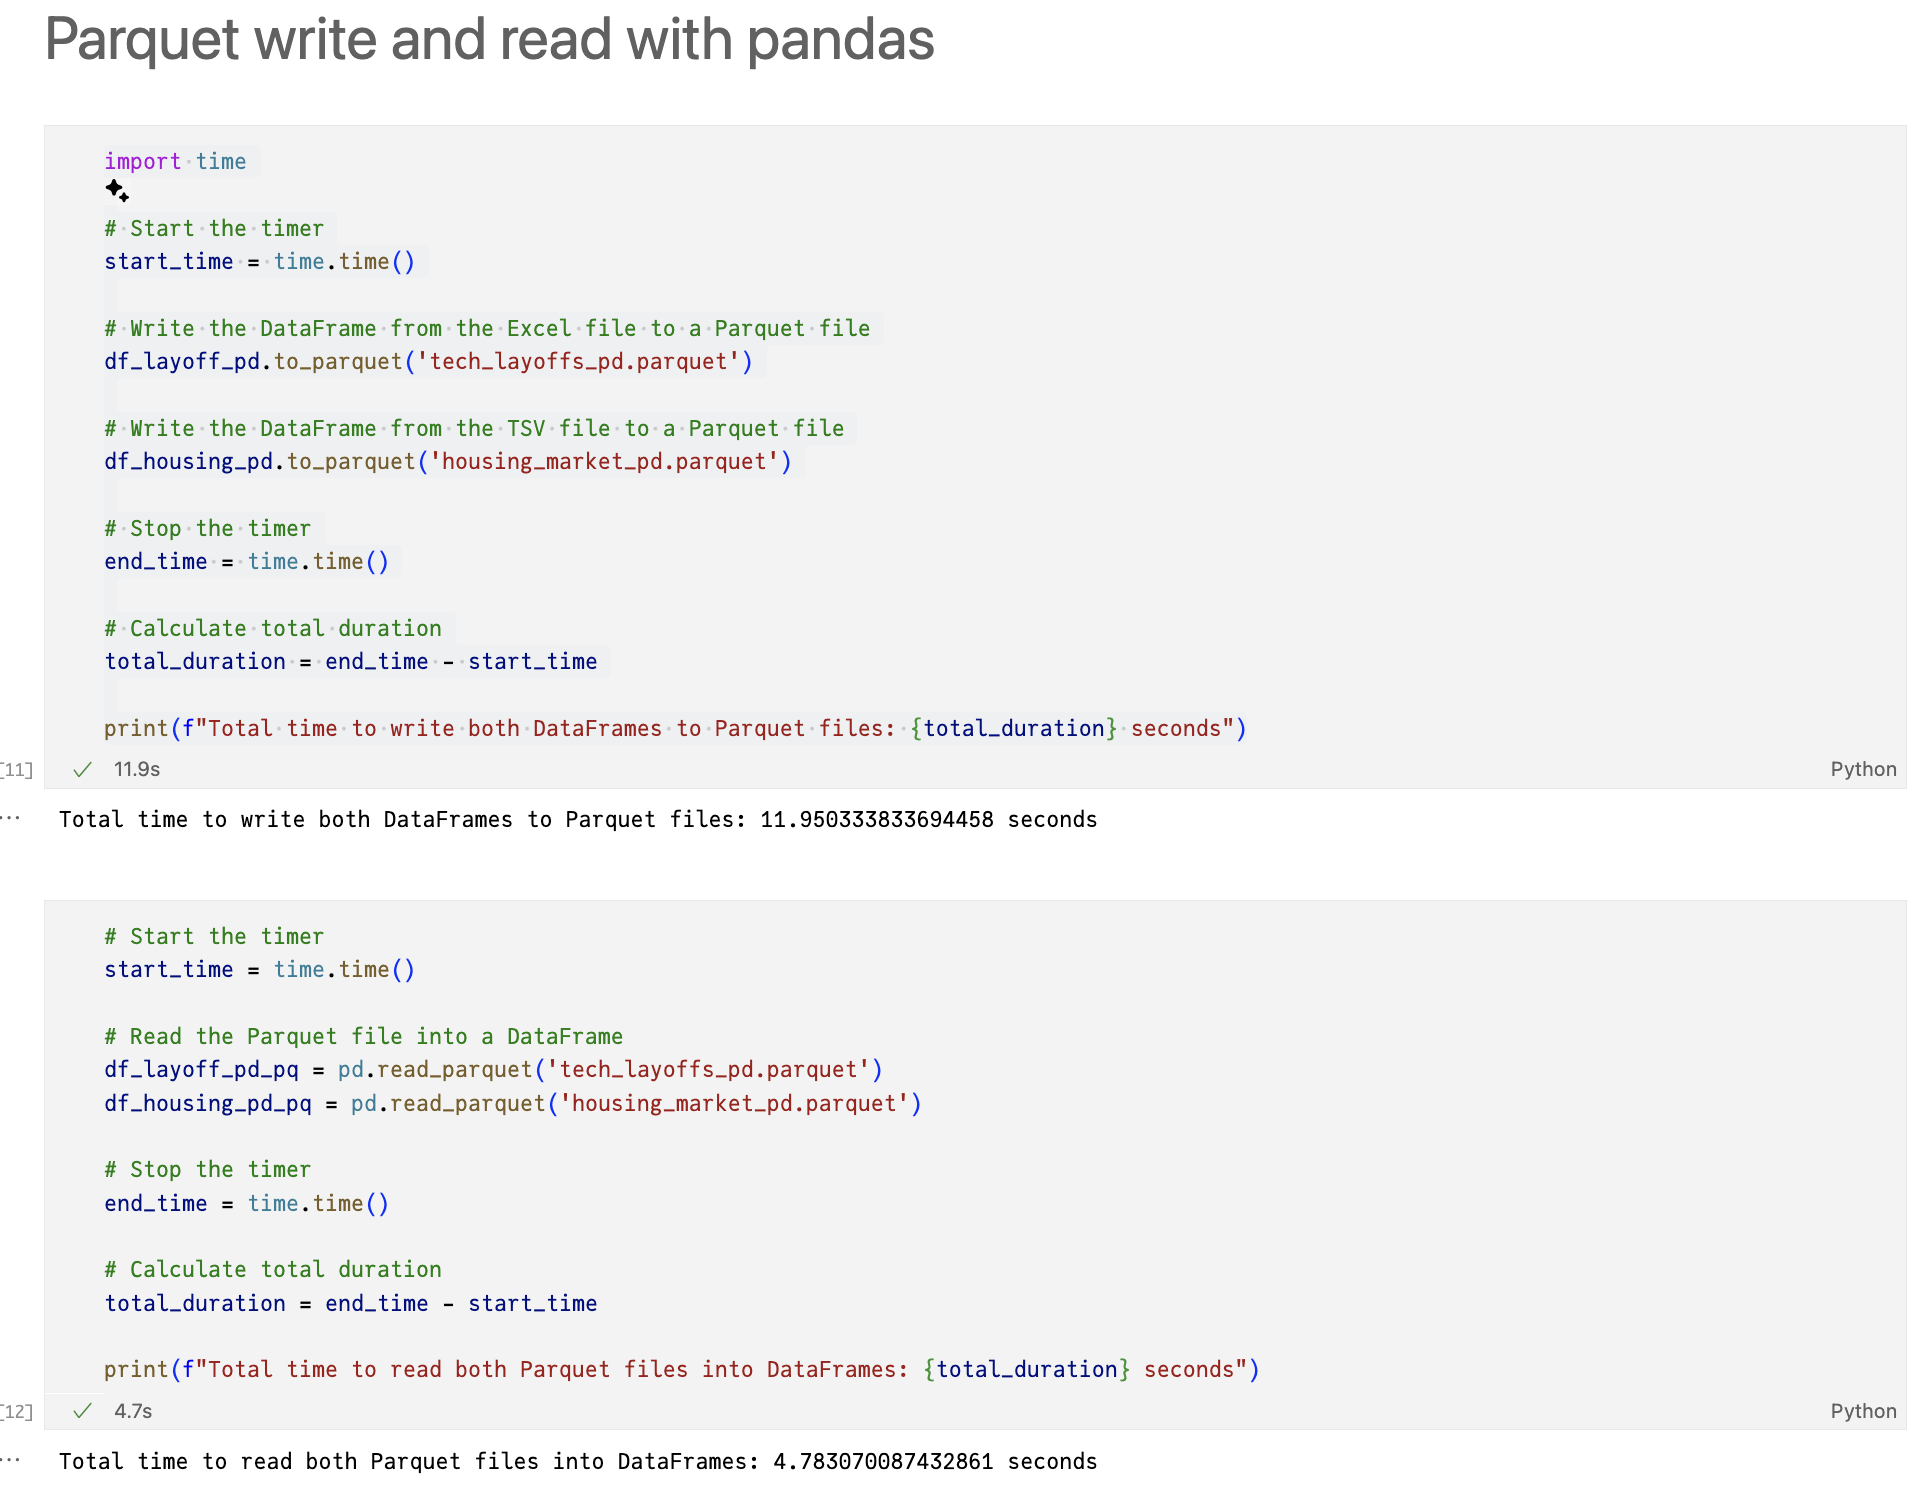 Parquet write and read with pandas
import time
# Start the timer
start_time = time.time()
# Write the DataFrame from the Excel file to a Parquet file
df_layoff_pd.to_parquet('tech_layoffs_pd.parquet')
# Write the DataFrame from the TSV file to a Parquet file
df_housing_pd.to_parquet('housing_market_pd.parquet')
# Stop the timer
end_time = time.time()
# Calculate total duration
total_duration = end_time - start_time
print(f"Total time to write both DataFrames to Parquet files: {total_duration} seconds")
[11] 11.9s Python
... Total time to write both DataFrames to Parquet files: 11.950333833694458 seconds
# Start the timer
start_time = time.time()
# Read the Parquet file into a DataFrame
df_layoff_pd_pq = pd.read_parquet('tech_layoffs_pd.parquet')
df_housing_pd_pq = pd.read_parquet('housing_market_pd.parquet')
# Stop the timer
end_time = time.time()
# Calculate total duration
total_duration = end_time - start_time
print(f"Total time to read both Parquet files into DataFrames: {total_duration} seconds")
[12] 4.7s Python
... Total time to read both Parquet files into DataFrames: 4.783070087432861 seconds